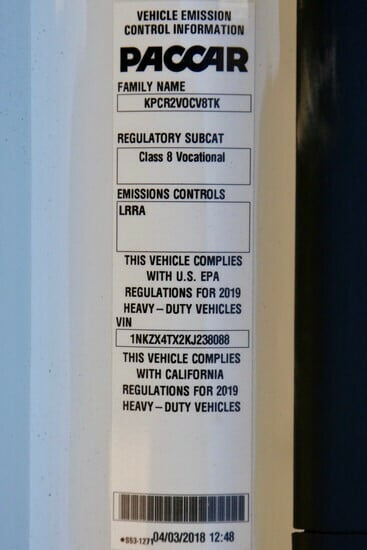 VEHICLE EMISSION
CONTROL INFORMATION
PACCAR
FAMILY NAME
KPCR2VOCV8TK
REGULATORY SUBCAT
Class 8 Vocational
EMISSIONS CONTROLS
LRRA
THIS VEHICLE COMPLIES
WITH U.S. EPA
REGULATIONS FOR 2019
HEAVY-DUTY VEHICLES
VIN
1NKZX4TX2KJ238088
THIS VEHICLE COMPLIES
WITH CALIFORNIA
REGULATIONS FOR 2019
HEAVY-DUTY VEHICLES
*S53-1271 04/03/2018 12:48